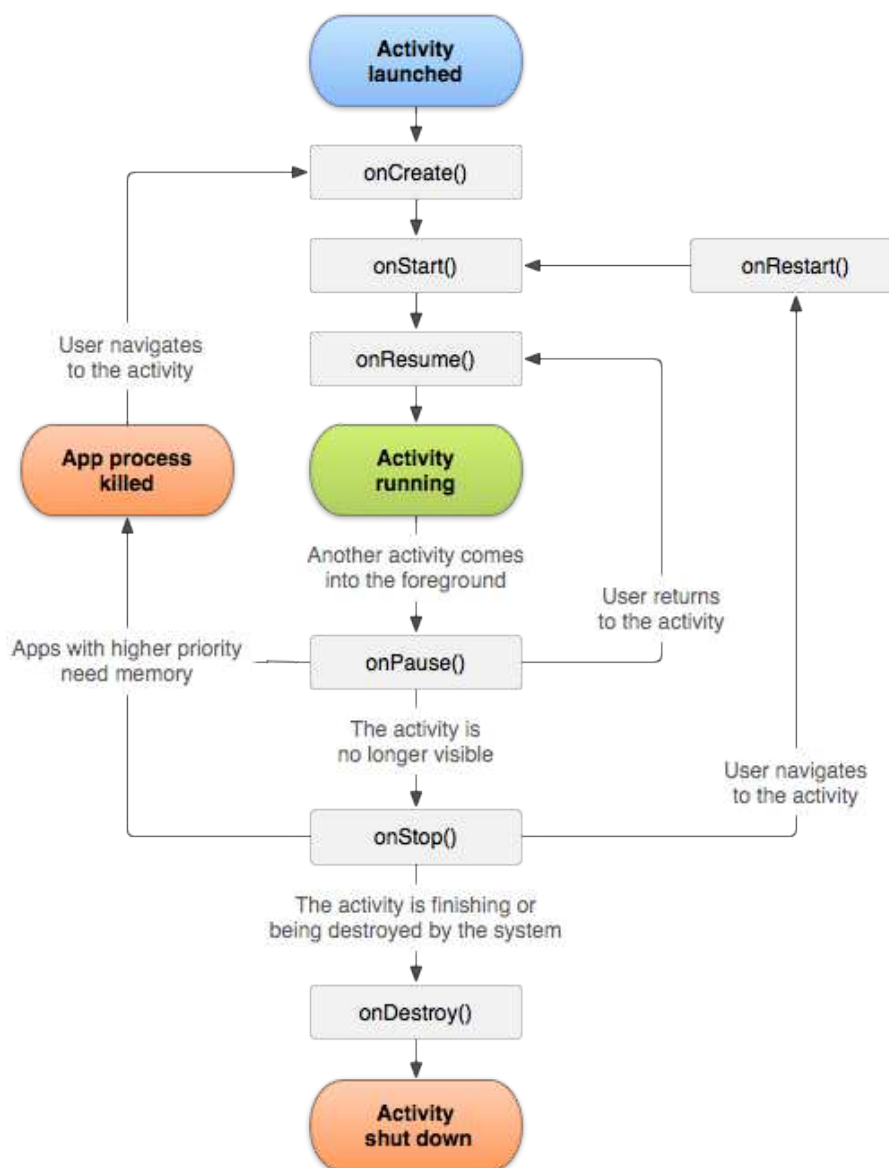 Activity
launched
onCreate()
onStart()
onRestart()
User navigates
to the activity
onResume()
App process
killed
Activity
running
Another activity comes
into the foreground
User returns
to the activity
Apps with higher priority
need memory
onPause()
The activity is
no longer visible
User navigates
to the activity
onStop()
The activity is finishing or
being destroyed by the system
onDestroy()
Activity
shut down